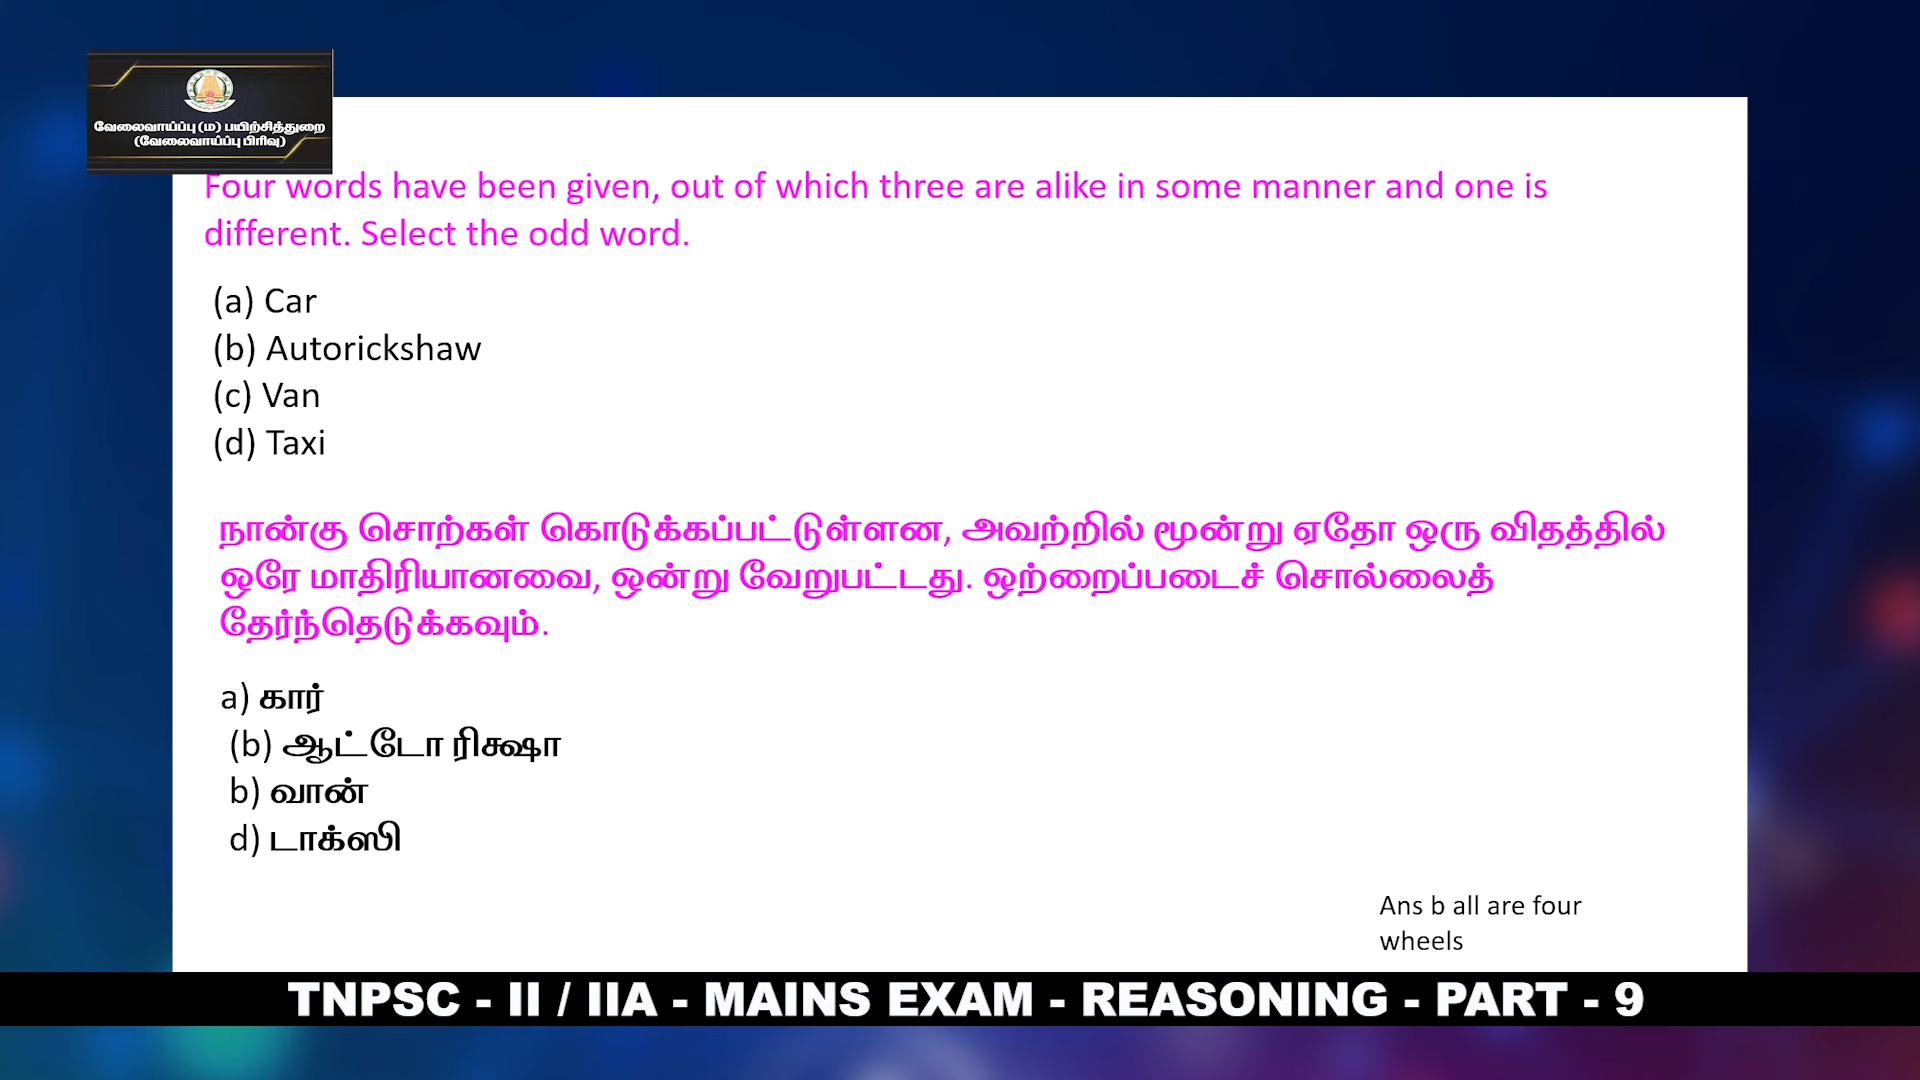 வேலைவாய்ப்பு (ம) பயிற்சித்துறை
(வேலைவாய்ப்பு பிரிவு)
Four words have been given, out of which three are alike in some manner and one is
different. Select the odd word.
(a) Car
(b) Autorickshaw
(c) Van
(d) Taxi
நான்கு சொற்கள் கொடுக்கப்பட்டுள்ளன, அவற்றில் மூன்று ஏதோ ஒரு விதத்தில்
ஒரே மாதிரியானவை, ஒன்று வேறுபட்டது. ஒற்றைப்படைச் சொல்லைத்
தேர்ந்தெடுக்கவும்.
a) கார்
(b) ஆட்டோ ரிக்ஷா
b) வான்
d) டாக்ஸி
Ans b all are four
wheels
TNPSC - II / IIA - MAINS EXAM - REASONING - PART - 9